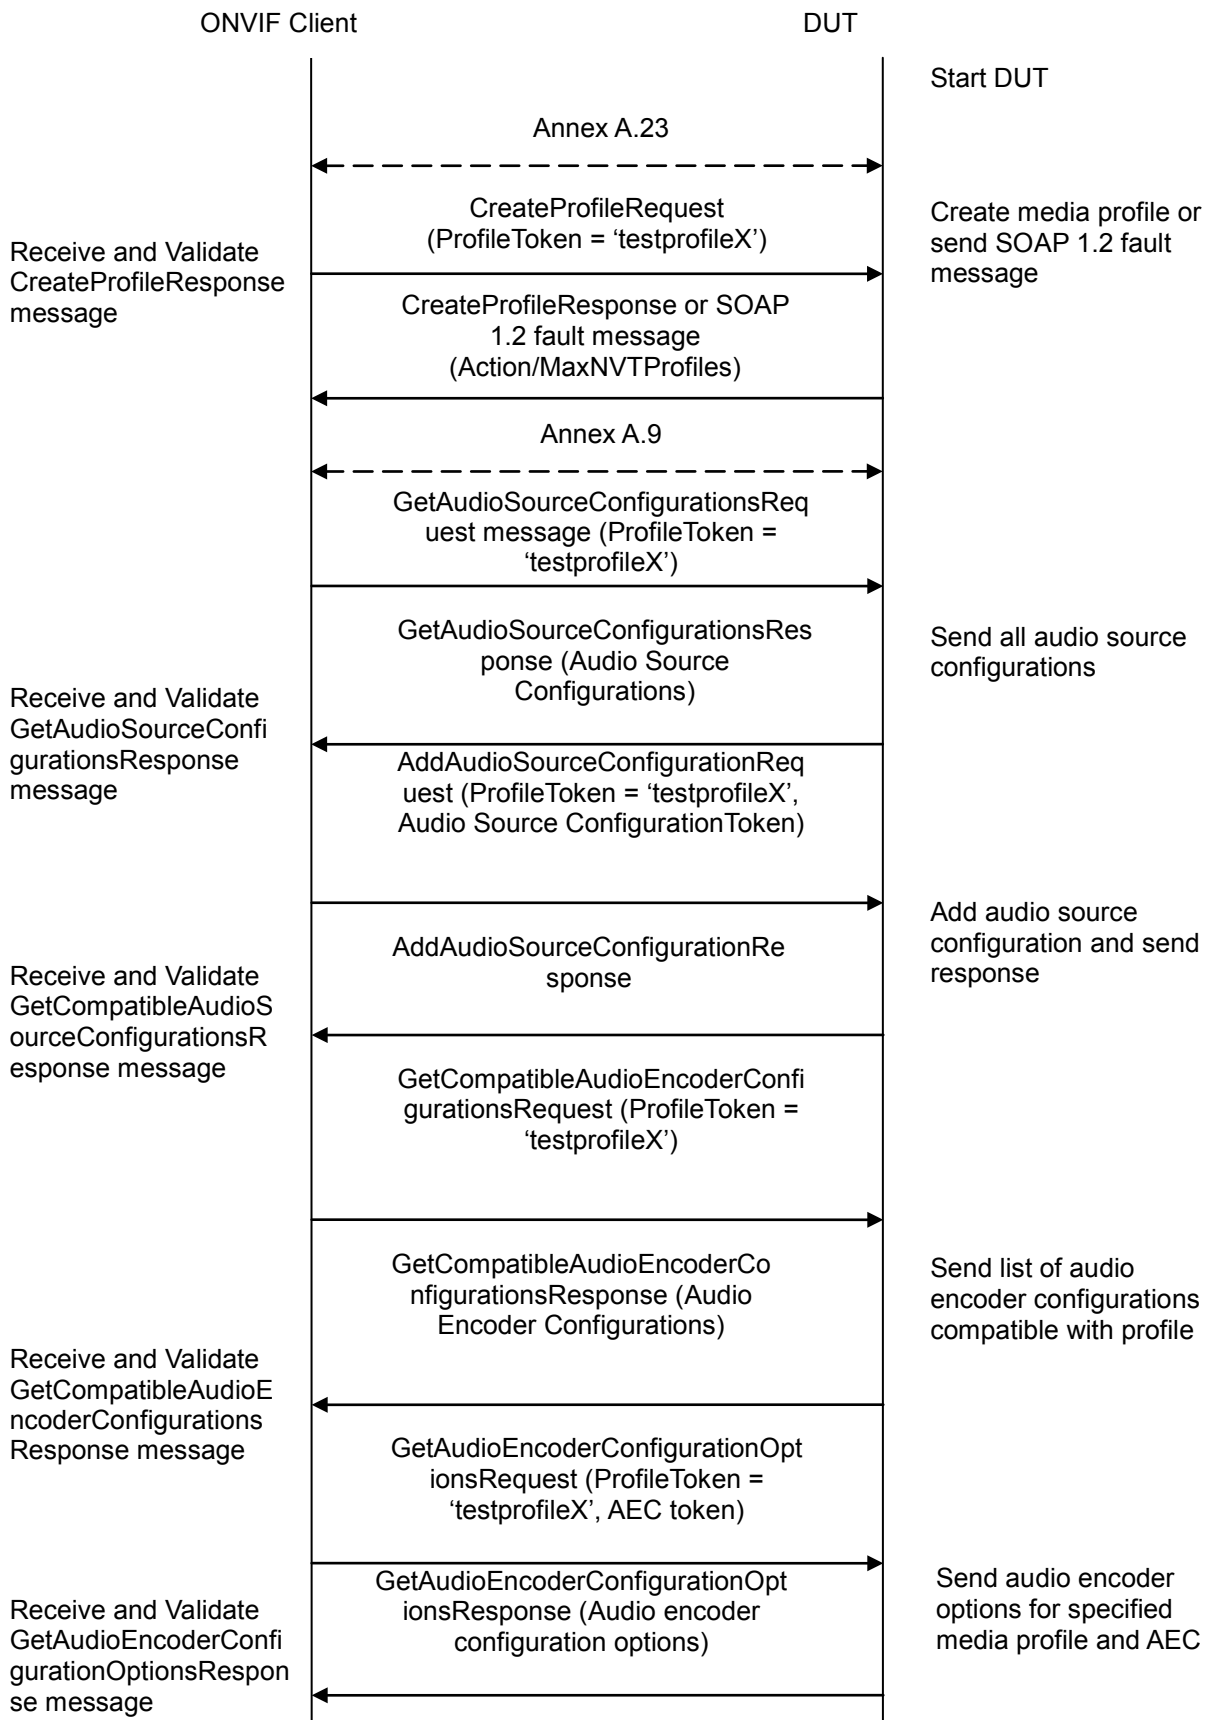 ONVIF Client
DUT
Start DUT
Annex A.23
CreateProfileRequest
(ProfileToken = ‘testprofileX’)
Create media profile or
send SOAP 1.2 fault
message
Receive and Validate
CreateProfileResponse
message
CreateProfileResponse or SOAP
1.2 fault message
(Action/MaxNVTProfiles)
Annex A.9
GetAudioSourceConfigurationsReq
uest message (ProfileToken =
‘testprofileX’)
GetAudioSourceConfigurationsRes
ponse (Audio Source
Configurations)
Send all audio source
configurations
Receive and Validate
GetAudioSourceConfi
gurationsResponse
message
AddAudioSourceConfigurationReq
uest (ProfileToken = ‘testprofileX’,
Audio Source ConfigurationToken)
Add audio source
configuration and send
response
AddAudioSourceConfigurationRe
sponse
Receive and Validate
GetCompatibleAudioS
ourceConfigurationsR
esponse message
GetCompatibleAudioEncoderConfi
gurationsRequest (ProfileToken =
‘testprofileX’)
GetCompatibleAudioEncoderCo
nfigurationsResponse (Audio
Encoder Configurations)
Send list of audio
encoder configurations
compatible with profile
Receive and Validate
GetCompatibleAudioE
ncoderConfigurations
Response message
GetAudioEncoderConfigurationOpt
ionsRequest (ProfileToken =
‘testprofileX’, AEC token)
GetAudioEncoderConfigurationOpt
ionsResponse (Audio encoder
configuration options)
Send audio encoder
options for specified
media profile and AEC
Receive and Validate
GetAudioEncoderConfi
gurationOptionsRespon
se message